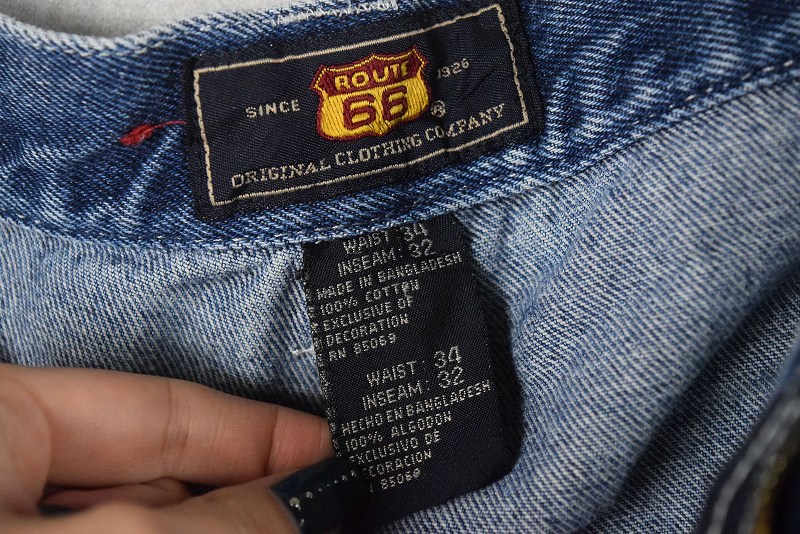 SINCE ROUTE 66 ® 1926
ORIGINAL CLOTHING COMPANY
WAIST: 34
INSEAM: 32
MADE IN BANGLADESH
100% COTTON
EXCLUSIVE OF
DECORATION
RN 85069
WAIST: 34
INSEAM: 32
HECHO EN BANGLADESH
100% ALGODON
EXCLUSIVO DE
DECORACION
85069